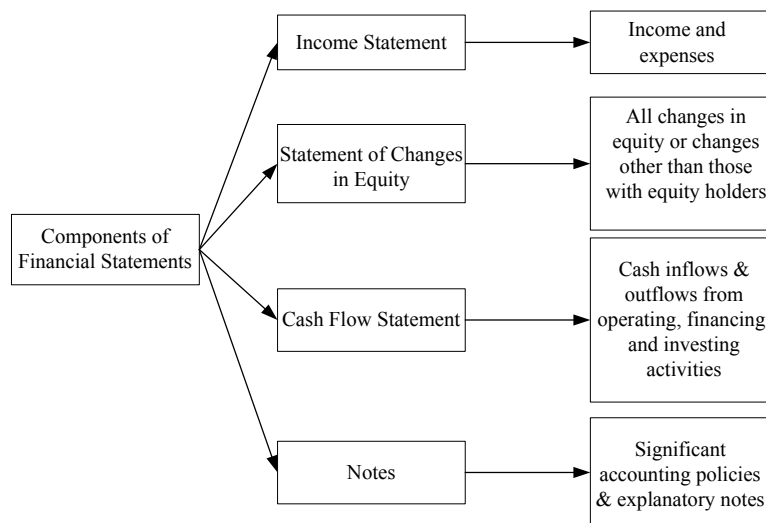 Components of
Financial Statements
Income Statement
Income and
expenses
Statement of Changes
in Equity
All changes in
equity or changes
other than those
with equity holders
Cash Flow Statement
Cash inflows &
outflows from
operating, financing
and investing
activities
Notes
Significant
accounting policies
& explanatory notes